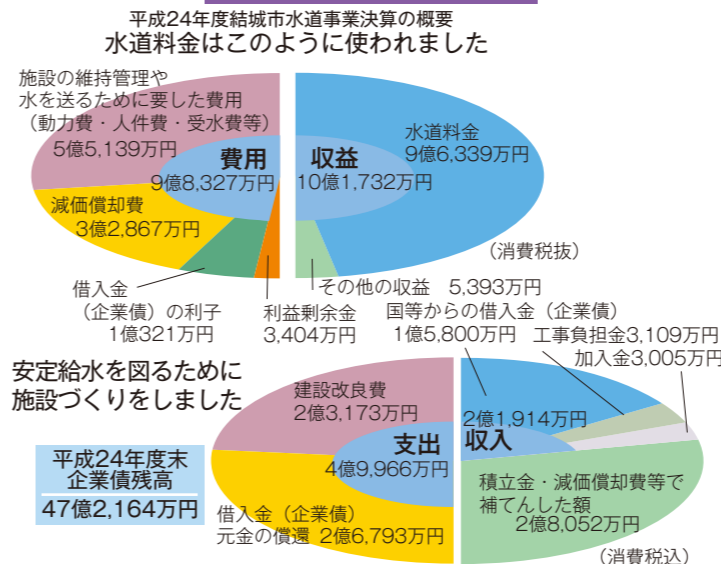 平成24年度結城市水道事業決算の概要
水道料金はこのように使われました
施設の維持管理や
水を送るために要した費用
（動力費・人件費・受水費等）
5億5,139万円
費用
9億8,327万円
減価償却費
3億2,867万円
借入金
（企業債）の利子
1億321万円
利益剰余金
3,404万円
収益
10億1,732万円
水道料金
9億6,339万円
（消費税抜）
その他の収益 5,393万円
安定給水を図るために
施設づくりをしました
平成24年度末
企業債残高
47億2,164万円
建設改良費
2億3,173万円
支出
4億9,966万円
借入金（企業債）
元金の償還 2億6,793万円
国等からの借入金（企業債）
1億5,800万円
工事負担金3,109万円
加入金3,005万円
2億1,914万円
収入
積立金・減価償却費等で
補てんした額
2億8,052万円
（消費税込）